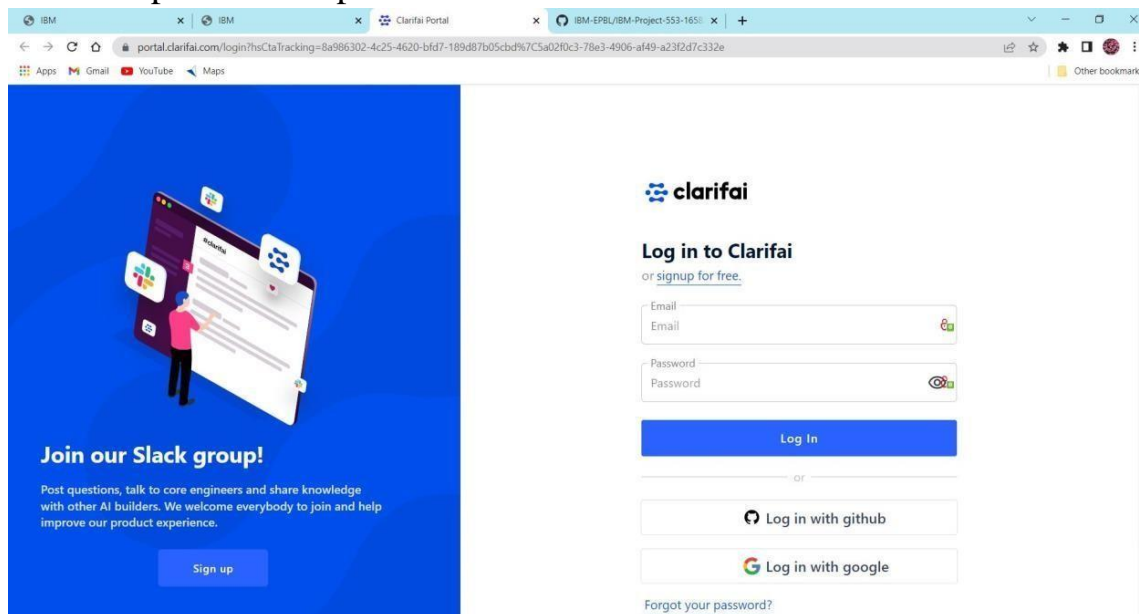 IBM
IBM
Clarifai Portal
IBM-EPBL/IBM-Project-553-1658
portal.clarifai.com/login?hsCtaTracking=8a986302-4c25-4620-bfd7-189d87b05cbd%7C5a02f0c3-78e3-4906-af49-a23f2d7c332e
Apps Gmail YouTube Maps Other bookmark
clarifai
Log in to Clarifai
or signup for free.
Email
Email
Password
Password
Log In
or
Log in with github
Log in with google
Forgot your password?
clarifai
Join our Slack group!
Post questions, talk to core engineers and share knowledge
with other AI builders. We welcome everybody to join and help
improve our product experience.
Sign up